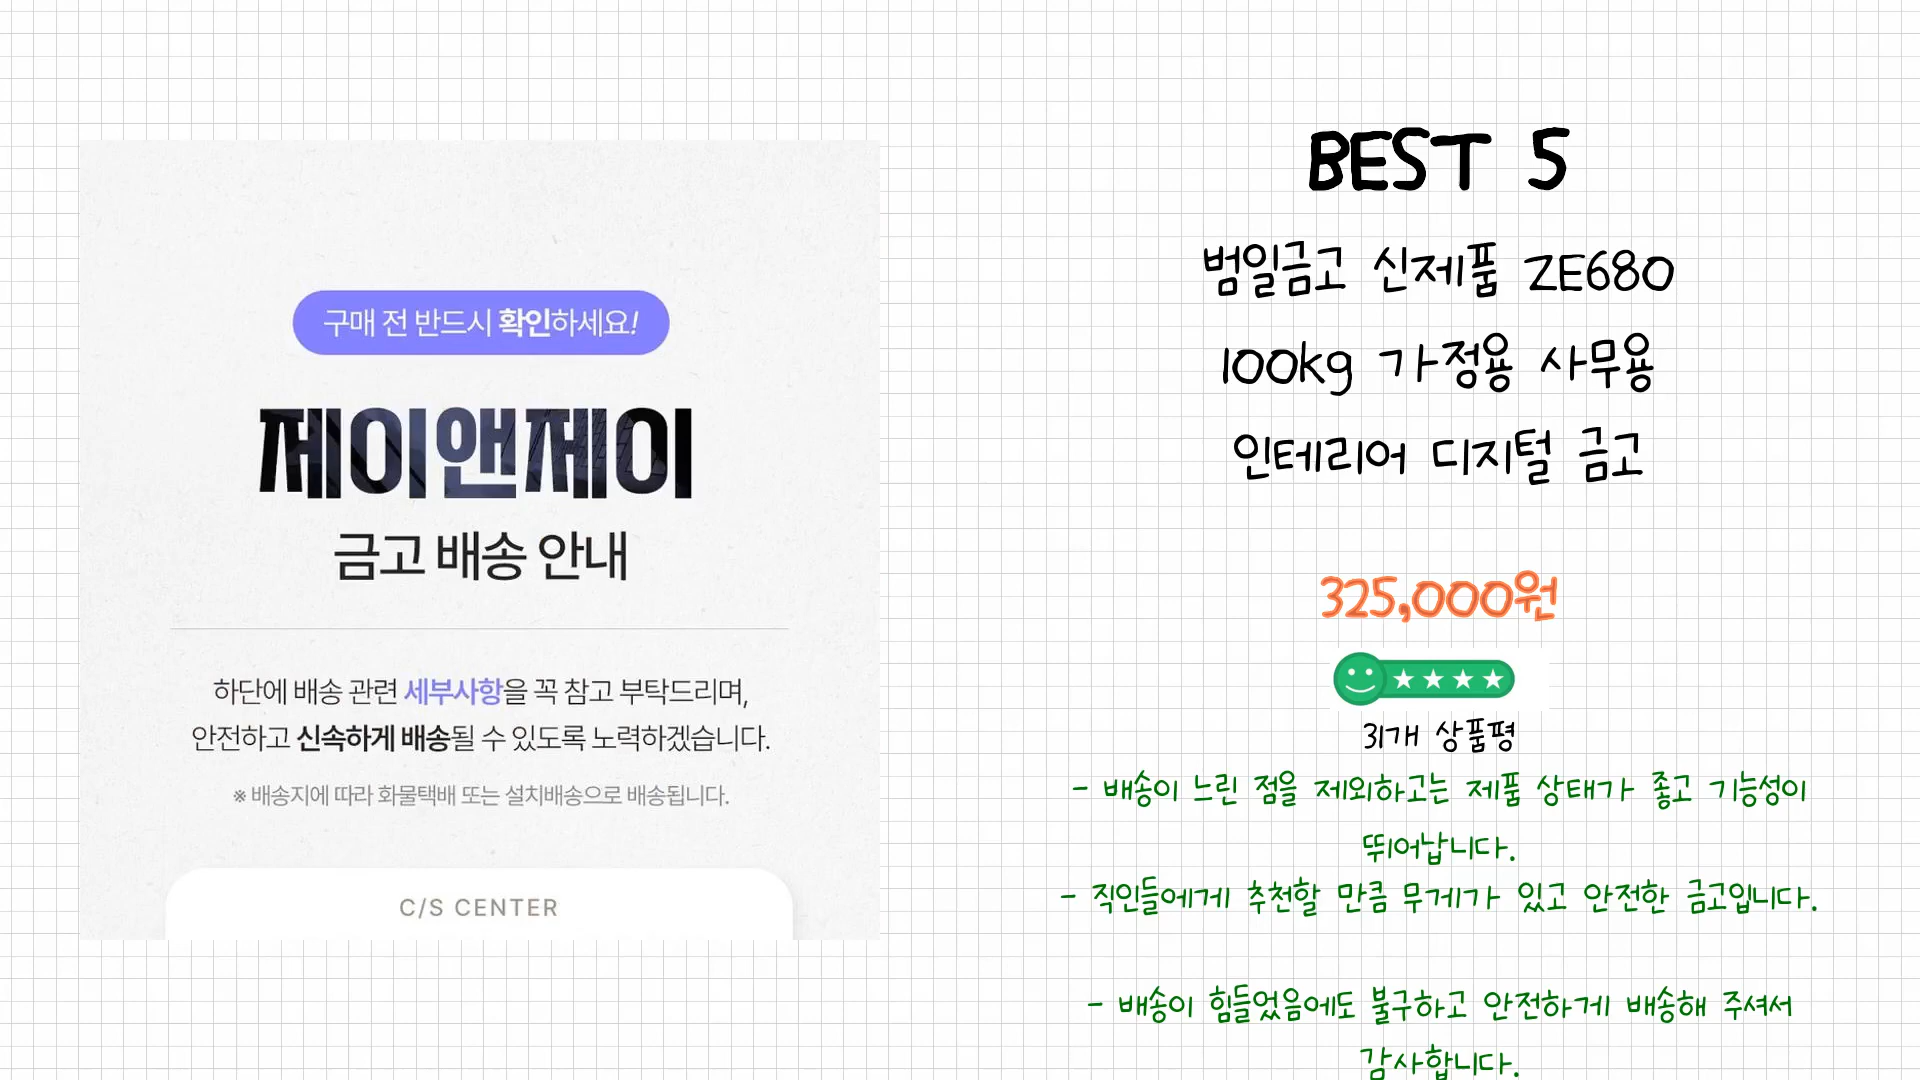 구매 전 반드시 확인하세요!
제이앤제이
금고 배송 안내
하단에 배송 관련 세부사항을 꼭 참고 부탁드리며,
안전하고 신속하게 배송될 수 있도록 노력하겠습니다.
※ 배송지에 따라 화물택배 또는 설치배송으로 배송됩니다.
C/S CENTER
BEST 5
범일금고 신제품 ZE680
100kg 가정용 사무용
인테리어 디지털 금고
325,000원
31개 상품평
- 배송이 느린 점을 제외하고는 제품 상태가 좋고 기능성이
뛰어납니다.
- 직인들에게 추천할 만큼 무게가 있고 안전한 금고입니다.
- 배송이 힘들었음에도 불구하고 안전하게 배송해 주셔서
감사합니다.